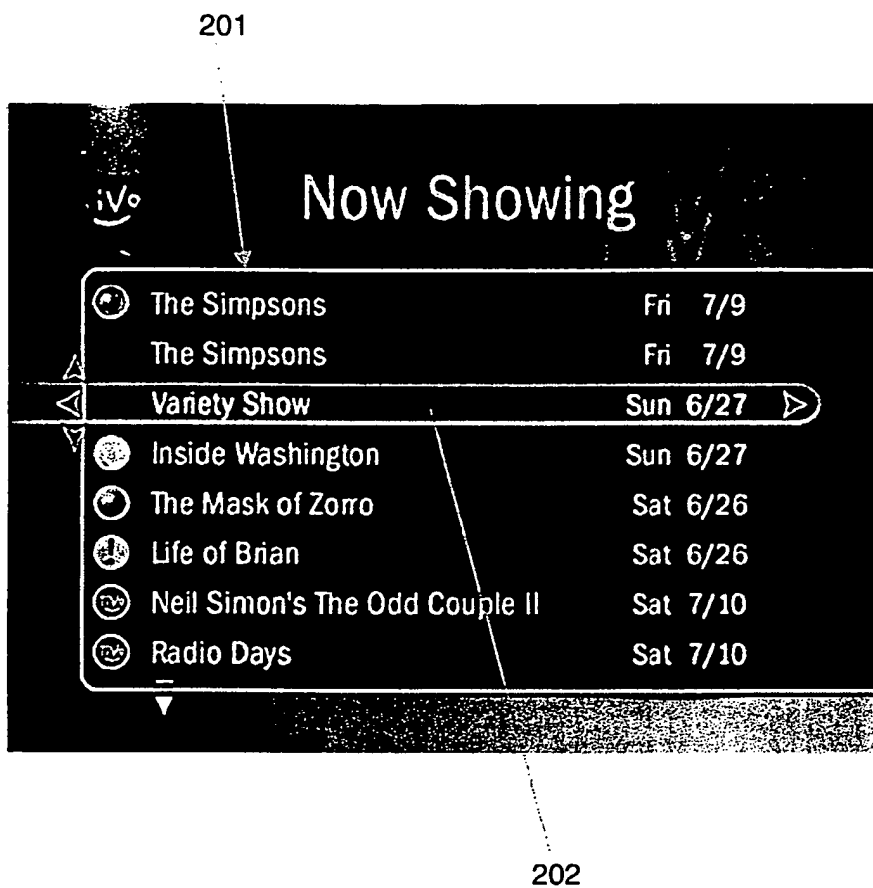 201
iVo
Now Showing
The Simpsons Fri 7/9
The Simpsons Fri 7/9
Variety Show Sun 6/27
Inside Washington Sun 6/27
The Mask of Zorro Sat 6/26
Life of Brian Sat 6/26
Neil Simon's The Odd Couple II Sat 7/10
Radio Days Sat 7/10
202